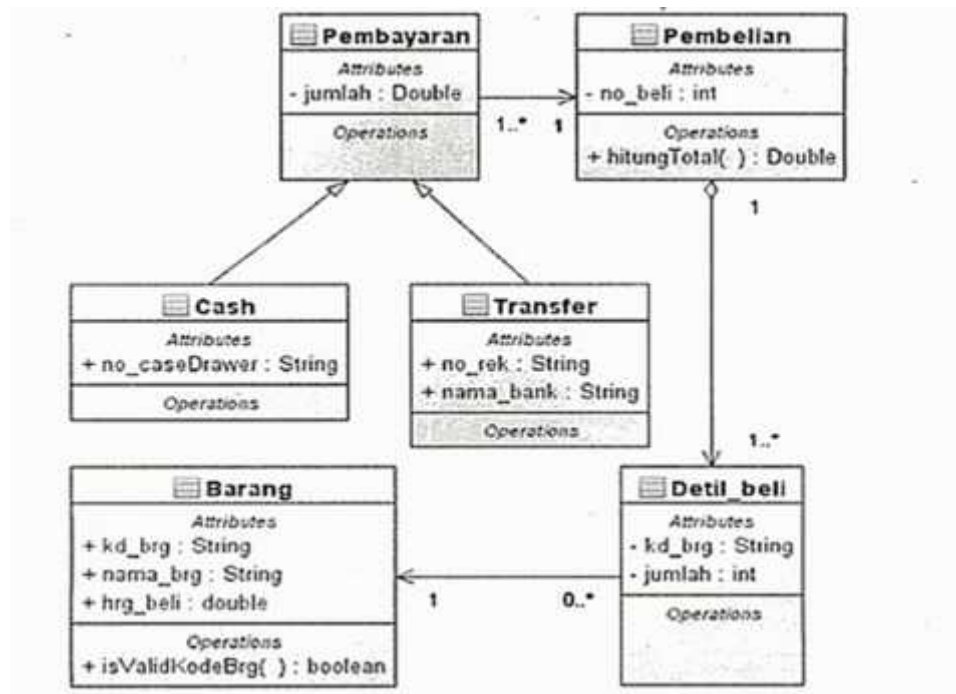 Pembayaran
Attributes
- jumlah : Double
Operations
Pembelian
Attributes
- no_beli : int
Operations
+ hitungTotal( ) : Double
1..*
1
1
Cash
Attributes
+ no_caseDrawer : String
Operations
Transfer
Attributes
+ no_rek : String
+ nama_bank : String
Operations
1..*
Barang
Attributes
+ kd_brg : String
+ nama_brg : String
+ hrg_beli : double
Operations
+ isValidKodeBrg( ) : boolean
1
0..*
Detil_beli
Attributes
- kd_brg : String
- jumlah : int
Operations